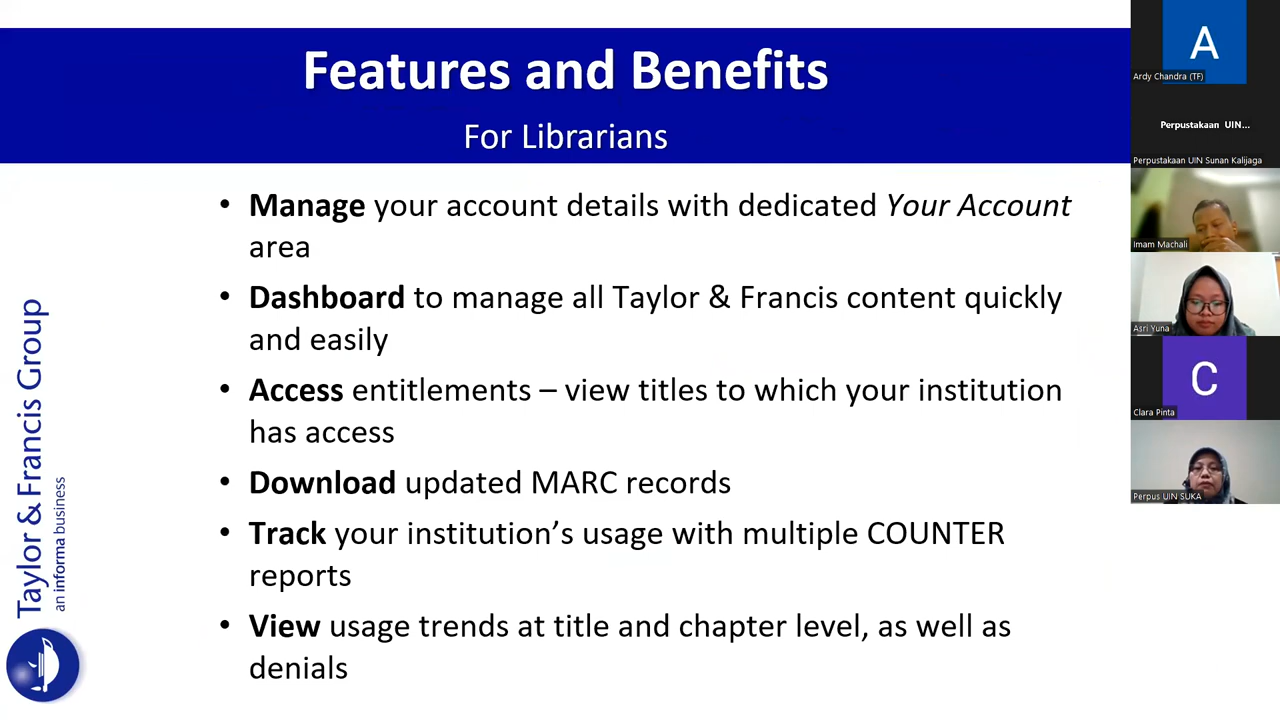 Features and Benefits
For Librarians
• Manage your account details with dedicated Your Account
area
• Dashboard to manage all Taylor & Francis content quickly
and easily
• Access entitlements – view titles to which your institution
has access
• Download updated MARC records
• Track your institution’s usage with multiple COUNTER
reports
• View usage trends at title and chapter level, as well as
denials
Taylor & Francis Group
an informa business
A
Ardy Chandra (TF)
Perpustakaan UIN...
Perpustakaan UIN Sunan Kalijaga
Imam Machali
Asri Yuna
C
Clara Pinta
Perpus UIN SUKA